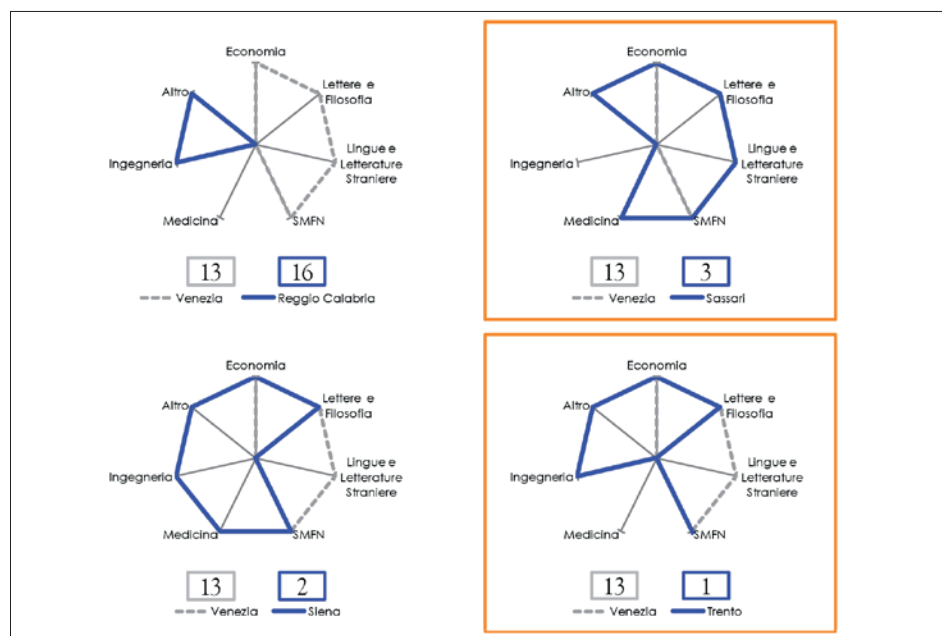 Economia
Altro
Lettere e
Filosofia
Ingegneria
Lingue e
Letterature
Straniere
Medicina
SMFN
13
16
Venezia
Reggio Calabria
Economia
Altro
Lettere e
Filosofia
Ingegneria
Lingue e
Letterature
Straniere
Medicina
SMFN
13
3
Venezia
Sassari
Economia
Altro
Lettere e
Filosofia
Ingegneria
Lingue e
Letterature
Straniere
Medicina
SMFN
13
2
Venezia
Siena
Economia
Altro
Lettere e
Filosofia
Ingegneria
Lingue e
Letterature
Straniere
Medicina
SMFN
13
1
Venezia
Trento